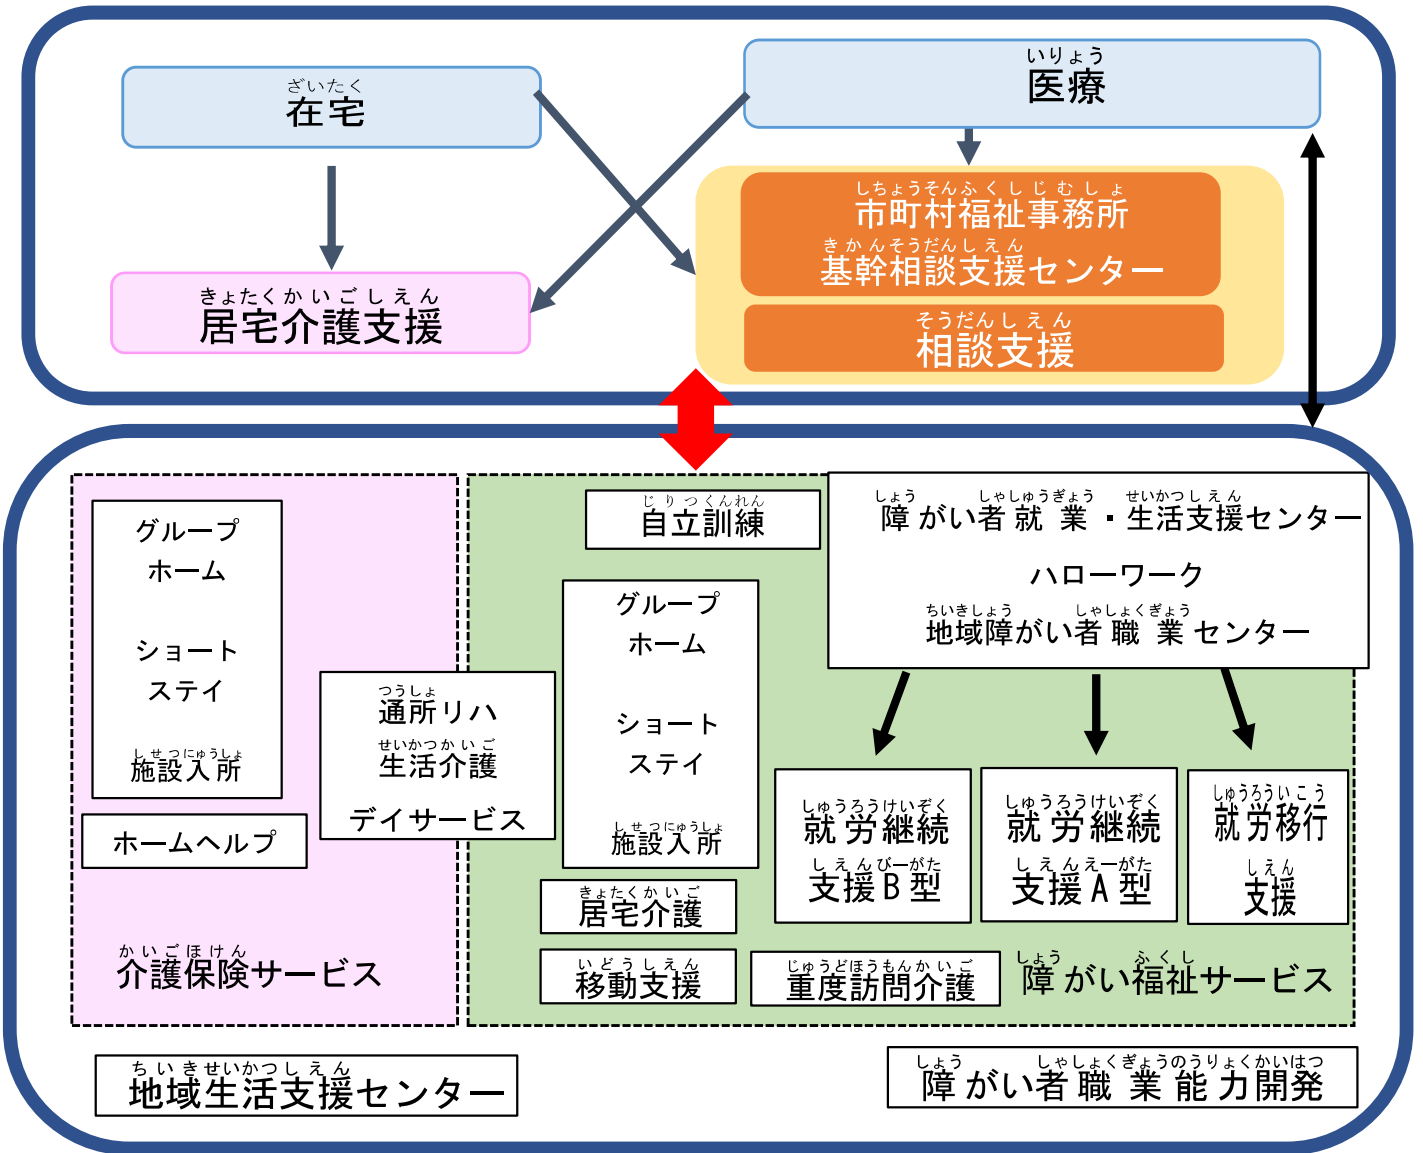 ざいたく
在宅
いりょう
医療
しちょうそんふくしじむしょ
市町村福祉事務所
きかんそうだんしえん
基幹相談支援センター
そうだんしえん
相談支援
きょたくかいごしえん
居宅介護支援
グループ
ホーム
ショート
ステイ
しせつにゅうしょ
施設入所
ホームヘルプ
つうしょ
通所リハ
せいかつかいご
生活介護
デイサービス
かいごほけん
介護保険サービス
じりつくんれん
自立訓練
グループ
ホーム
ショート
ステイ
しせつにゅうしょ
施設入所
きょたくかいご
居宅介護
いどうしえん
移動支援
じゅうどほうもんかいご
重度訪問介護
しょう しゃしゅうぎょう せいかつしえん
障がい者就業・生活支援センター
ハローワーク
ちいきしょう しゃしょくぎょう
地域障がい者職業センター
しゅうろうけいぞく
就労継続
しえんびーがた
支援B型
しゅうろうけいぞく
就労継続
しえんえーがた
支援A型
しゅうろういこう
就労移行
しえん
支援
しょう ふくし
障がい福祉サービス
ちいきせいかつしえん
地域生活支援センター
しょう しゃしょくぎょうのうりょくかいはつ
障がい者職業能力開発